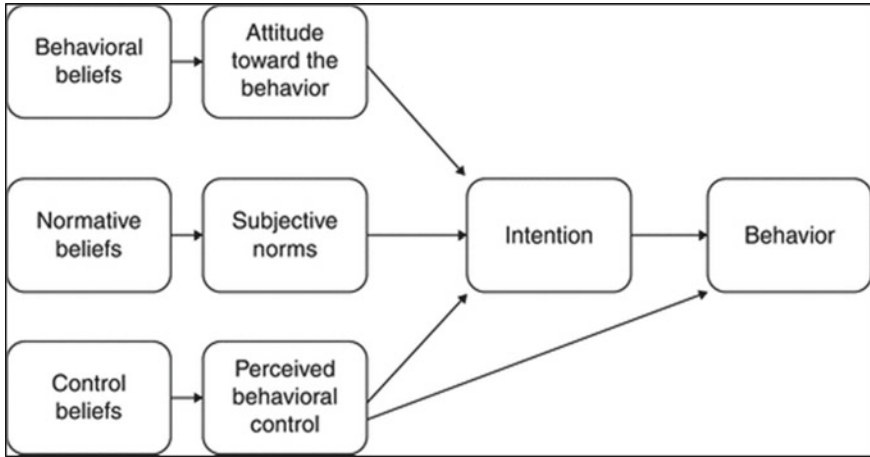 Behavioral
beliefs
Attitude
toward the
behavior
Normative
beliefs
Subjective
norms
Intention
Behavior
Control
beliefs
Perceived
behavioral
control